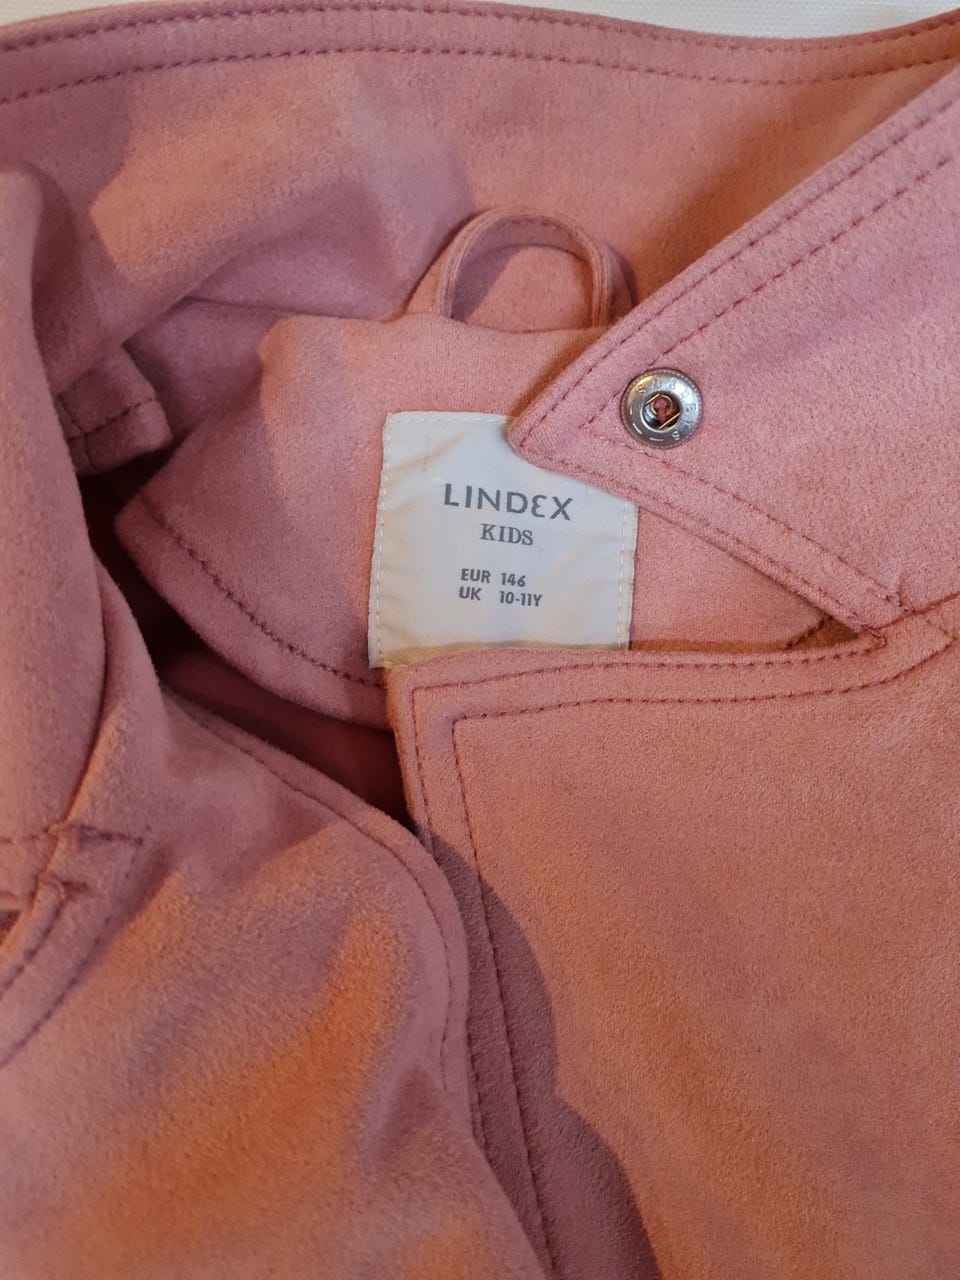 LINDEX
KIDS
EUR 146
UK 10-11Y